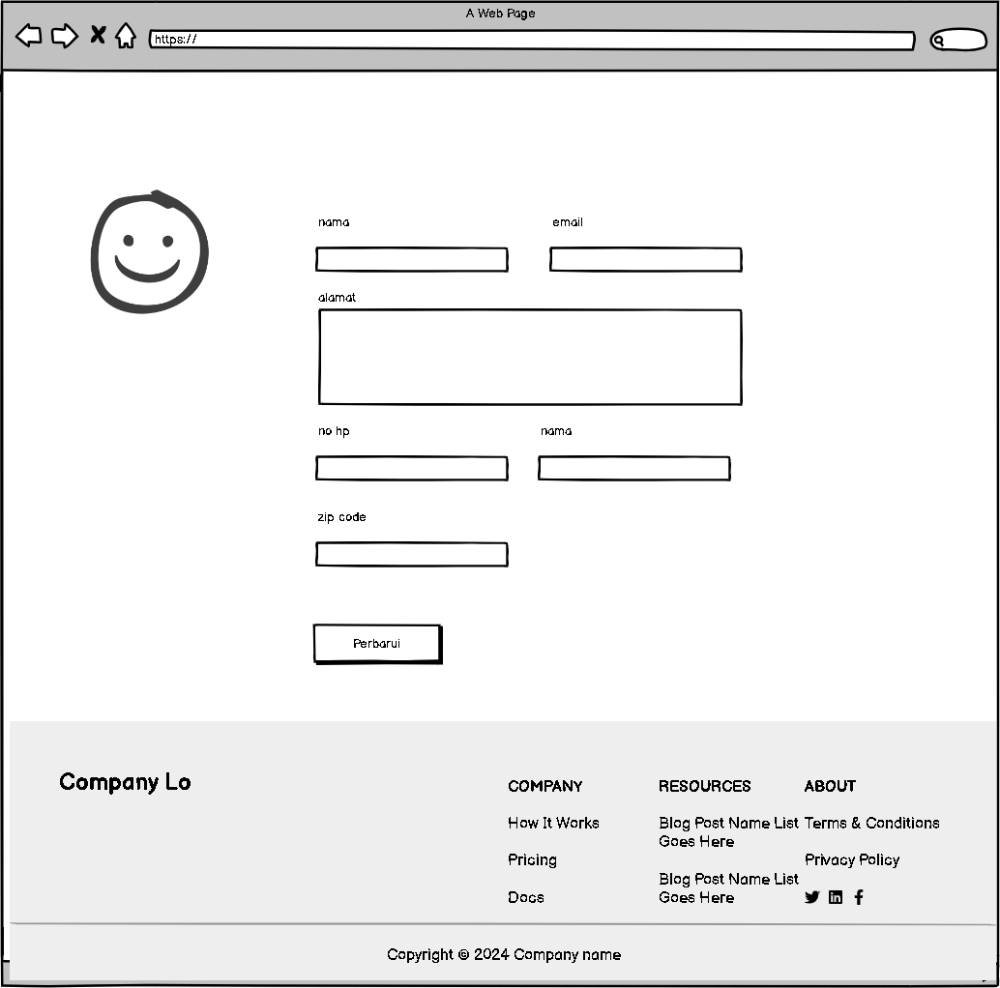 A Web Page
https://
nama
email
alamat
no hp
nama
zip code
Perbarui
Company Lo
COMPANY
How It Works
Pricing
Docs
RESOURCES
Blog Post Name List
Goes Here
Blog Post Name List
Goes Here
ABOUT
Terms & Conditions
Privacy Policy
Copyright © 2024 Company name